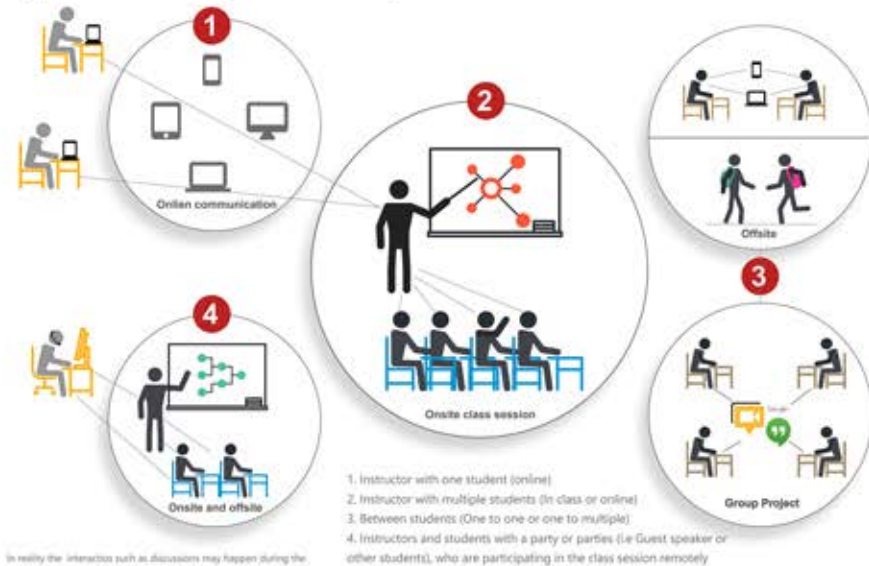 1
Onlien communication
2
Onsite class session
Offsite
3
Group Project
4
Onsite and offsite
1. Instructor with one student (online)
2. Instructor with multiple students (In class or online)
3. Between students (One to one or one to multiple)
4. Instructors and students with a party or parties (i.e Guest speaker or
other students), who are participating in the class session remotely
In reality the interaction such as discussions may happen during the